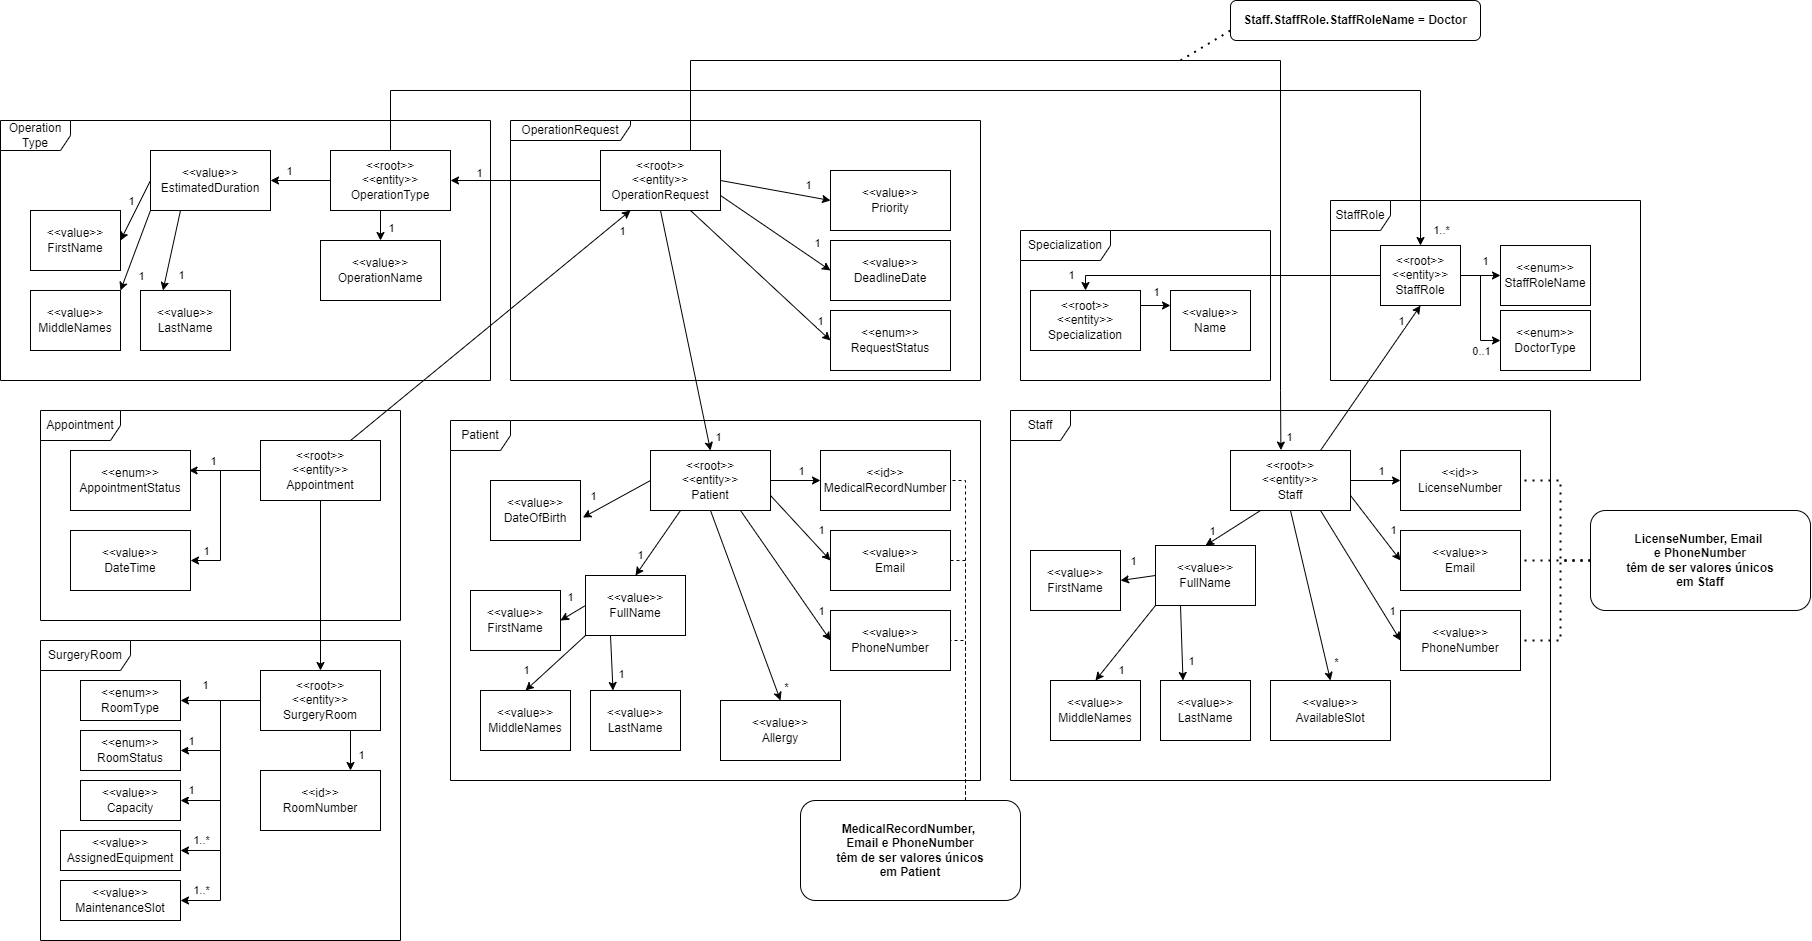 Staff.StaffRole.StaffRoleName = Doctor
Operation
Type
<<value>>
EstimatedDuration
1
<<root>>
<<entity>>
OperationType
1
<<value>>
FirstName
1
<<value>>
MiddleNames
1
<<value>>
LastName
1
<<value>>
OperationName
1
OperationRequest
<<root>>
<<entity>>
OperationRequest
1
1
<<value>>
Priority
1
<<value>>
DeadlineDate
1
<<enum>>
RequestStatus
Specialization
1
<<root>>
<<entity>>
Specialization
1
<<value>>
Name
StaffRole
1..*
<<root>>
<<entity>>
StaffRole
1
<<enum>>
StaffRoleName
0..1
<<enum>>
DoctorType
1
Appointment
<<root>>
<<entity>>
Appointment
1
<<enum>>
AppointmentStatus
1
<<value>>
DateTime
SurgeryRoom
<<root>>
<<entity>>
SurgeryRoom
1
<<enum>>
RoomType
1
<<enum>>
RoomStatus
1
<<value>>
Capacity
1..*
<<value>>
AssignedEquipment
1..*
<<value>>
MaintenanceSlot
1
<<id>>
RoomNumber
Patient
1
<<root>>
<<entity>>
Patient
1
<<id>>
MedicalRecordNumber
1
<<value>>
DateOfBirth
1
<<value>>
Email
1
<<value>>
FullName
1
<<value>>
FirstName
1
<<value>>
PhoneNumber
1
<<value>>
MiddleNames
1
<<value>>
LastName
*
<<value>>
Allergy
MedicalRecordNumber,
Email e PhoneNumber
têm de ser valores únicos
em Patient
Staff
1
<<root>>
<<entity>>
Staff
1
<<id>>
LicenseNumber
1
<<value>>
Email
1
<<value>>
FullName
1
<<value>>
FirstName
1
<<value>>
PhoneNumber
1
<<value>>
MiddleNames
1
<<value>>
LastName
*
<<value>>
AvailableSlot
LicenseNumber, Email
e PhoneNumber
têm de ser valores únicos
em Staff